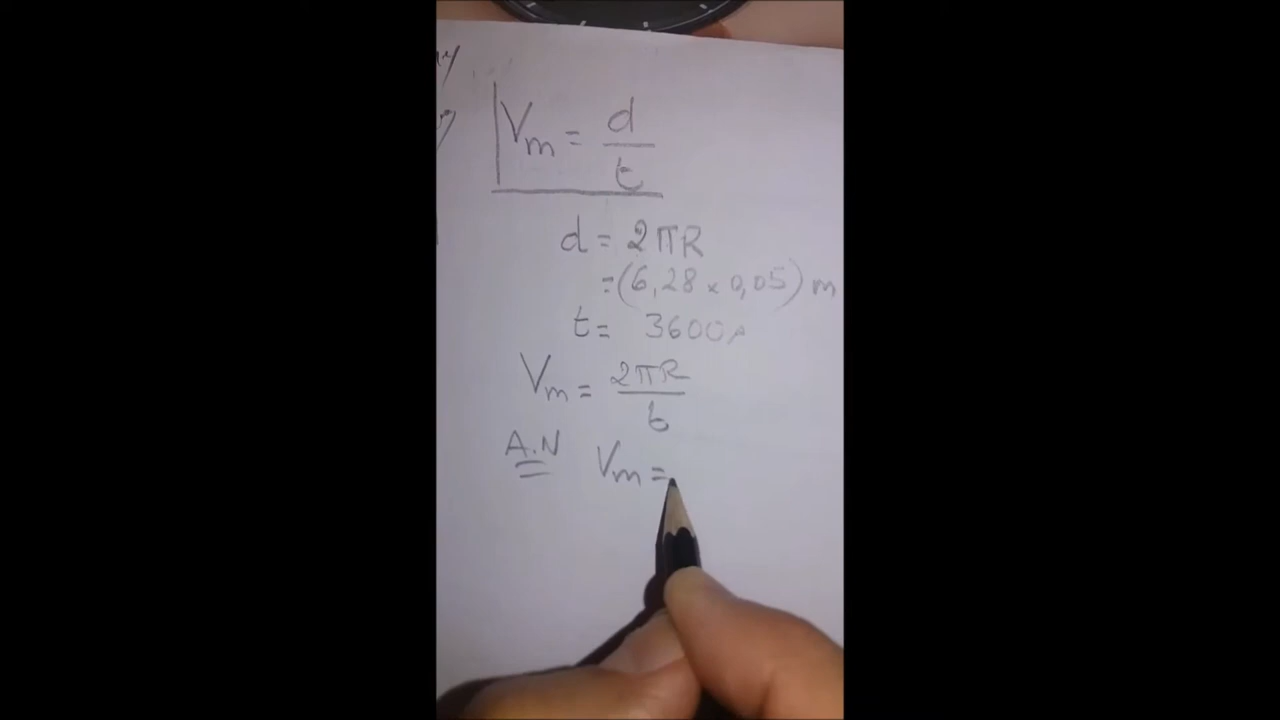 Vm = d/t
d = 2πR
= (6,28 × 0,05) m
t = 3600 s
Vm = 2πR/t
A.N Vm =